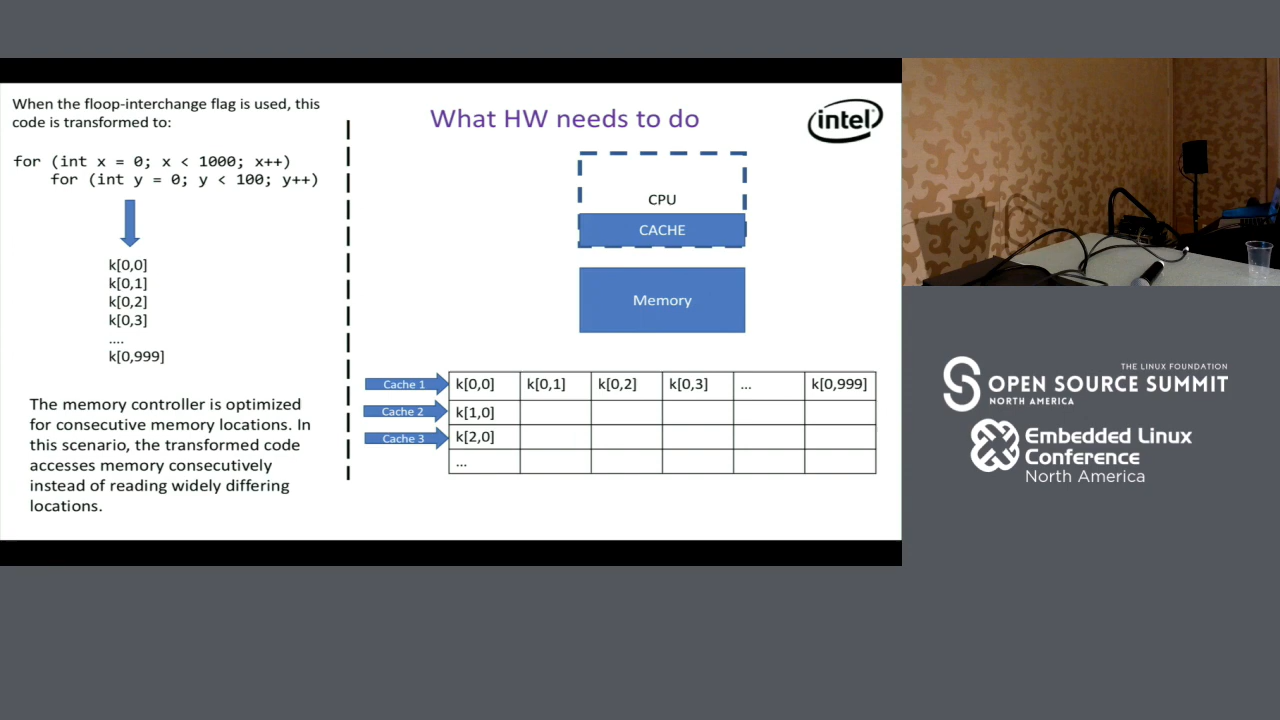 When the floop-interchange flag is used, this
code is transformed to:
for (int x = 0; x < 1000; x++)
for (int y = 0; y < 100; y++)
k[0,0]
k[0,1]
k[0,2]
k[0,3]
....
k[0,999]
The memory controller is optimized
for consecutive memory locations. In
this scenario, the transformed code
accesses memory consecutively
instead of reading widely differing
locations.
What HW needs to do
intel
CPU
CACHE
Memory
Cache 1 k[0,0] k[0,1] k[0,2] k[0,3] ... k[0,999]
Cache 2 k[1,0]
Cache 3 k[2,0]
...
THE LINUX FOUNDATION
OPEN SOURCE SUMMIT
NORTH AMERICA
Embedded Linux
Conference
North America